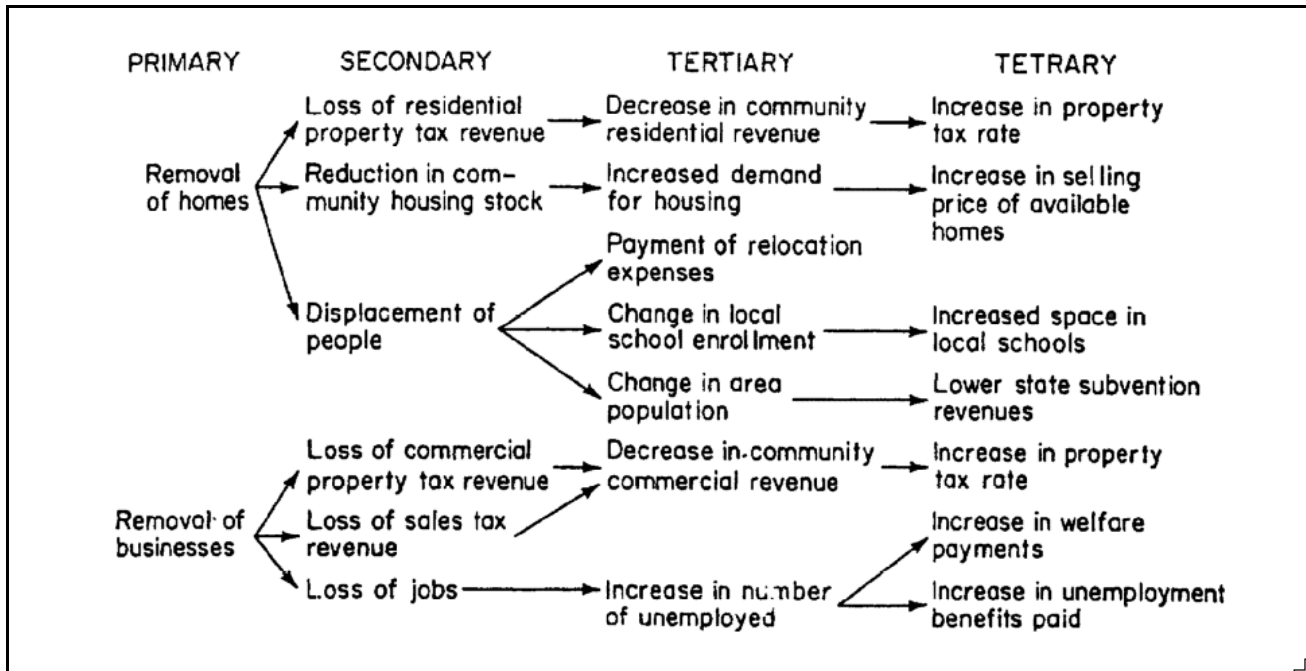 PRIMARY SECONDARY TERTIARY TETRARY
Loss of residential
property tax revenue
Decrease in community
residential revenue
Increase in property
tax rate
Removal
of homes
Reduction in com-
munity housing stock
Increased demand
for housing
Increase in selling
price of available
homes
Payment of relocation
expenses
Displacement of
people
Change in local
school enrollment
Increased space in
local schools
Change in area
population
Lower state subvention
revenues
Loss of commercial
property tax revenue
Decrease in community
commercial revenue
Increase in property
tax rate
Removal of
businesses
Loss of sales tax
revenue
Increase in welfare
payments
Loss of jobs
Increase in number
of unemployed
Increase in unemployment
benefits paid